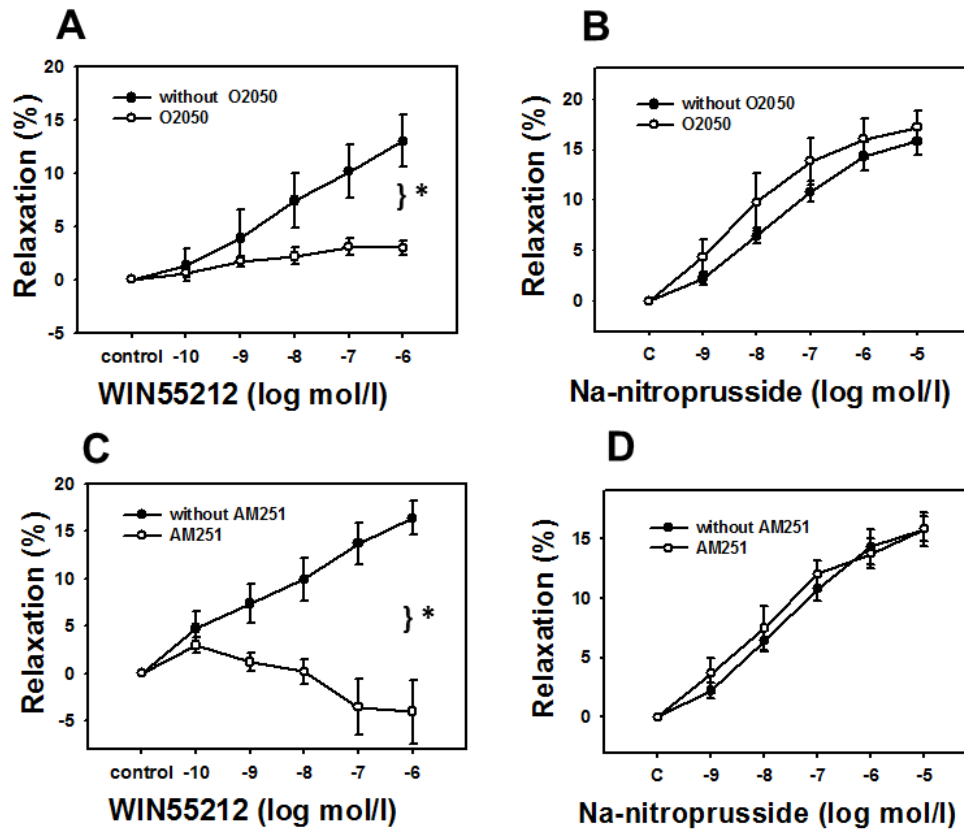 A
Relaxation (%)
20
15
10
5
0
-5
without O2050
O2050
} *
control -10 -9 -8 -7 -6
WIN55212 (log mol/l)
B
Relaxation (%)
20
15
10
5
0
without O2050
O2050
C -9 -8 -7 -6 -5
Na-nitroprusside (log mol/l)
C
Relaxation (%)
20
15
10
5
0
-5
without AM251
AM251
} *
control -10 -9 -8 -7 -6
WIN55212 (log mol/l)
D
Relaxation (%)
15
10
5
0
without AM251
AM251
C -9 -8 -7 -6 -5
Na-nitroprusside (log mol/l)